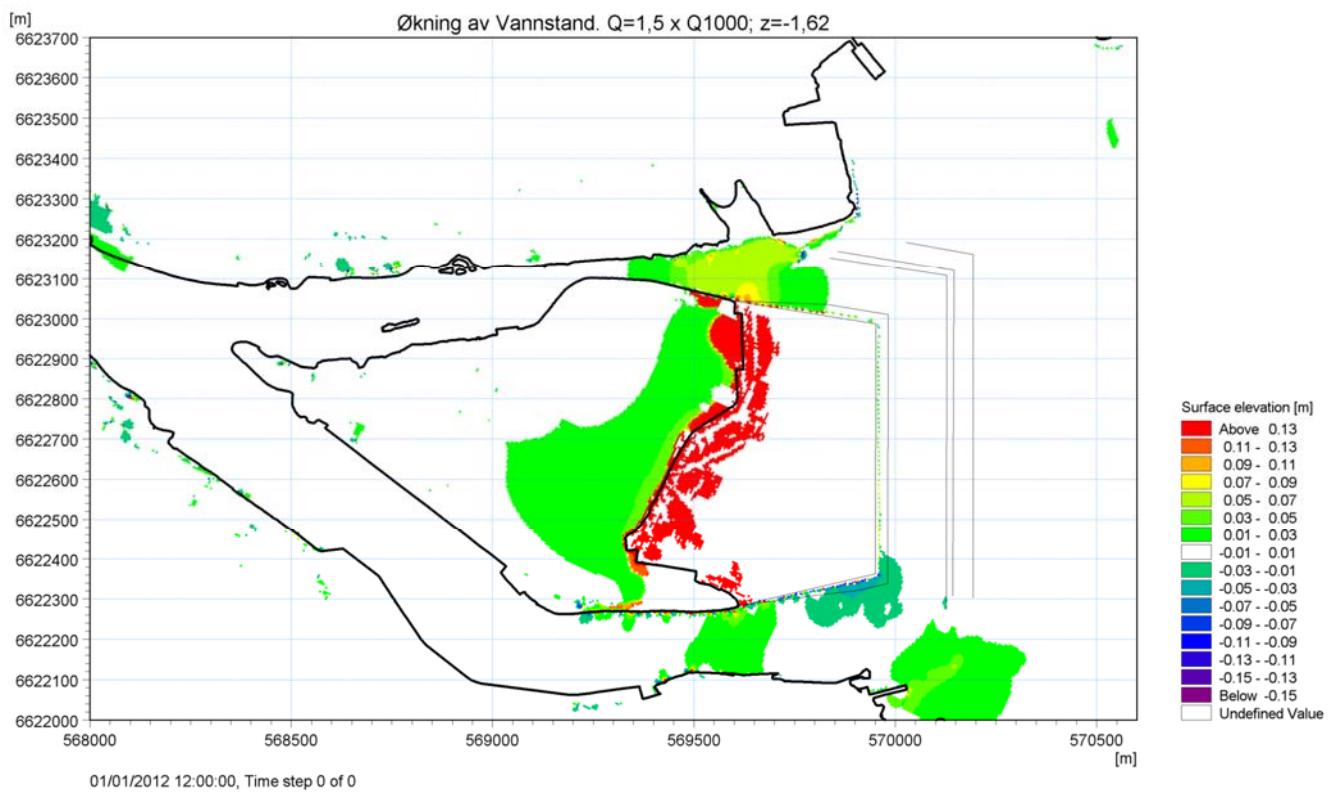 [m]
Økning av Vannstand. Q=1,5 x Q1000; z=-1,62
6623700
6623600
6623500
6623400
6623300
6623200
6623100
6623000
6622900
6622800
6622700
6622600
6622500
6622400
6622300
6622200
6622100
6622000
568000
568500
569000
569500
570000
570500
[m]
01/01/2012 12:00:00, Time step 0 of 0
Surface elevation [m]
Above 0.13
0.11 - 0.13
0.09 - 0.11
0.07 - 0.09
0.05 - 0.07
0.03 - 0.05
0.01 - 0.03
-0.01 - 0.01
-0.03 - -0.01
-0.05 - -0.03
-0.07 - -0.05
-0.09 - -0.07
-0.11 - -0.09
-0.13 - -0.11
-0.15 - -0.13
Below -0.15
Undefined Value